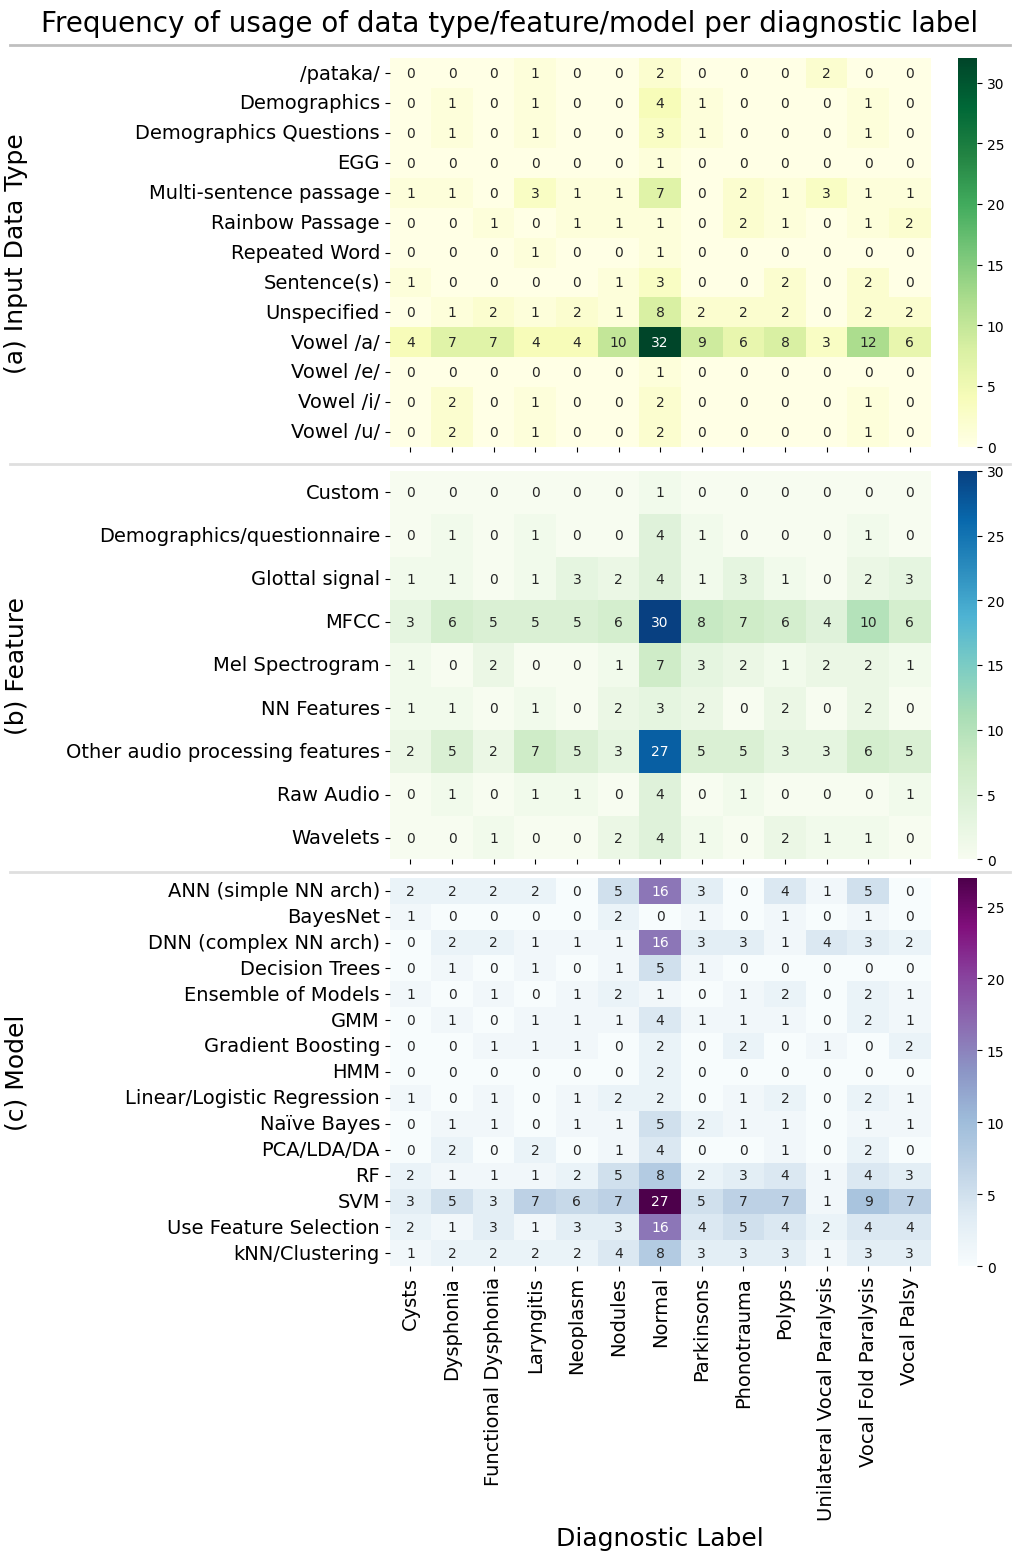 Frequency of usage of data type/feature/model per diagnostic label
(a) Input Data Type
/pataka/ 0 0 0 1 0 0 2 0 0 0 2 0 0
Demographics 0 1 0 1 0 0 4 1 0 0 0 1 0
Demographics Questions 0 1 0 1 0 0 3 1 0 0 0 1 0
EGG 0 0 0 0 0 0 1 0 0 0 0 0 0
Multi-sentence passage 1 1 0 3 1 1 7 0 2 1 3 1 1
Rainbow Passage 0 0 1 0 1 1 1 0 2 1 0 1 2
Repeated Word 0 0 0 1 0 0 1 0 0 0 0 0 0
Sentence(s) 1 0 0 0 0 1 3 0 0 2 0 2 0
Unspecified 0 1 2 1 2 1 8 2 2 2 0 2 2
Vowel /a/ 4 7 7 4 4 10 32 9 6 8 3 12 6
Vowel /e/ 0 0 0 0 0 0 1 0 0 0 0 0 0
Vowel /i/ 0 2 0 1 0 0 2 0 0 0 0 1 0
Vowel /u/ 0 2 0 1 0 0 2 0 0 0 0 1 0
30
25
20
15
10
5
0
(b) Feature
Custom 0 0 0 0 0 0 1 0 0 0 0 0 0
Demographics/questionnaire 0 1 0 1 0 0 4 1 0 0 0 1 0
Glottal signal 1 1 0 1 3 2 4 1 3 1 0 2 3
MFCC 3 6 5 5 5 6 30 8 7 6 4 10 6
Mel Spectrogram 1 0 2 0 0 1 7 3 2 1 2 2 1
NN Features 1 1 0 1 0 2 3 2 0 2 0 2 0
Other audio processing features 2 5 2 7 5 3 27 5 5 3 3 6 5
Raw Audio 0 1 0 1 1 0 4 0 1 0 0 0 1
Wavelets 0 0 1 0 0 2 4 1 0 2 1 1 0
30
25
20
15
10
5
0
(c) Model
ANN (simple NN arch) 2 2 2 2 0 5 16 3 0 4 1 5 0
BayesNet 1 0 0 0 0 2 0 1 0 1 0 1 0
DNN (complex NN arch) 0 2 2 1 1 1 16 3 3 1 4 3 2
Decision Trees 0 1 0 1 0 1 5 1 0 0 0 0 0
Ensemble of Models 1 0 1 0 1 2 1 0 1 2 0 2 1
GMM 0 1 0 1 1 1 4 1 1 1 0 2 1
Gradient Boosting 0 0 1 1 1 0 2 0 2 0 1 0 2
HMM 0 0 0 0 0 0 2 0 0 0 0 0 0
Linear/Logistic Regression 1 0 1 0 1 2 2 0 1 2 0 2 1
Naïve Bayes 0 1 1 0 1 1 5 2 1 1 0 1 1
PCA/LDA/DA 0 2 0 2 0 1 4 0 0 1 0 2 0
RF 2 1 1 1 2 5 8 2 3 4 1 4 3
SVM 3 5 3 7 6 7 27 5 7 7 1 9 7
Use Feature Selection 2 1 3 1 3 3 16 4 5 4 2 4 4
kNN/Clustering 1 2 2 2 2 4 8 3 3 3 1 3 3
25
20
15
10
5
0
Cysts
Dysphonia
Functional Dysphonia
Laryngitis
Neoplasm
Nodules
Normal
Parkinsons
Phonotrauma
Polyps
Unilateral Vocal Paralysis
Vocal Fold Paralysis
Vocal Palsy
Diagnostic Label